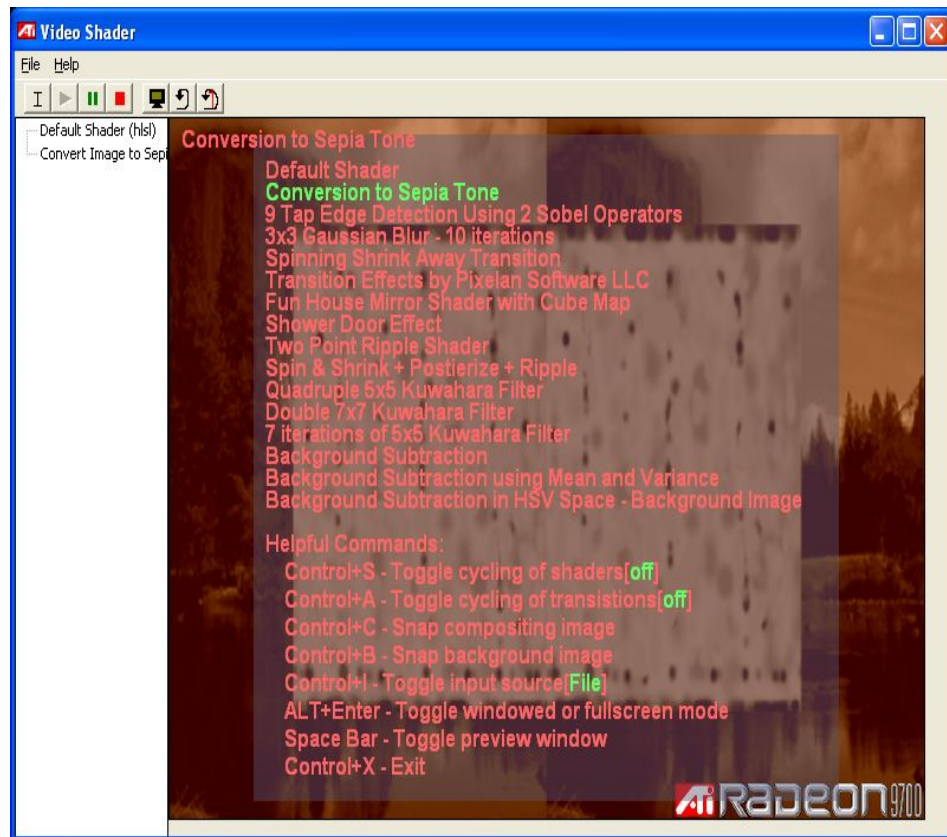 ATI Video Shader
File Help
Default Shader (hlsl)
Convert Image to Sepi
Conversion to Sepia Tone
Default Shader
Conversion to Sepia Tone
9 Tap Edge Detection Using 2 Sobel Operators
3x3 Gaussian Blur - 10 iterations
Spinning Shrink Away Transition
Transition Effects by Pixelan Software LLC
Fun House Mirror Shader with Cube Map
Shower Door Effect
Two Point Ripple Shader
Spin & Shrink + Postierize + Ripple
Quadruple 5x5 Kuwahara Filter
Double 7x7 Kuwahara Filter
7 iterations of 5x5 Kuwahara Filter
Background Subtraction
Background Subtraction using Mean and Variance
Background Subtraction in HSV Space - Background Image
Helpful Commands:
Control+S - Toggle cycling of shaders[off]
Control+A - Toggle cycling of transistions[off]
Control+C - Snap compositing image
Control+B - Snap background image
Control+I - Toggle input source[File]
ALT+Enter - Toggle windowed or fullscreen mode
Space Bar - Toggle preview window
Control+X - Exit
ATI RADEON 9700